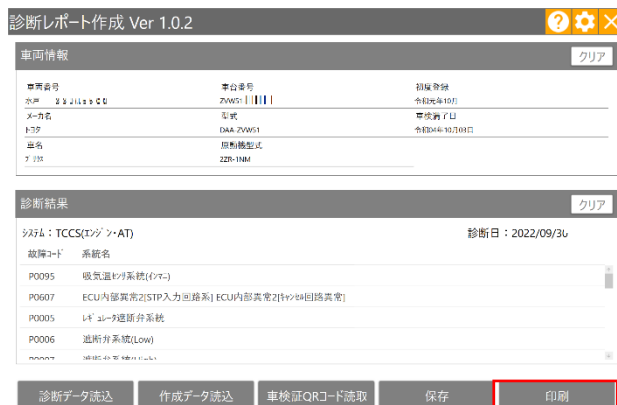 診断レポート作成 Ver 1.0.2
車両情報 クリア
車両番号 車台番号 初度登録
水戸 ZVW51 令和元年10月
メーカ名 型式 車検満了日
トヨタ DAA-ZVW51 令和04年10月03日
車名 原動機型式
プリウス 2ZR-1NM
診断結果 クリア
システム：TCCS(エンジン・AT) 診断日：2022/09/30
故障コード 系統名
P0095 吸気温センサ系統(インマニ)
P0607 ECU内部異常2[STP入力回路系] ECU内部異常2[キャンセル回路異常]
P0005 レギュレータ遮断弁系統
P0006 遮断弁系統(Low)
診断データ読込 作成データ読込 車検証QRコード読取 保存 印刷